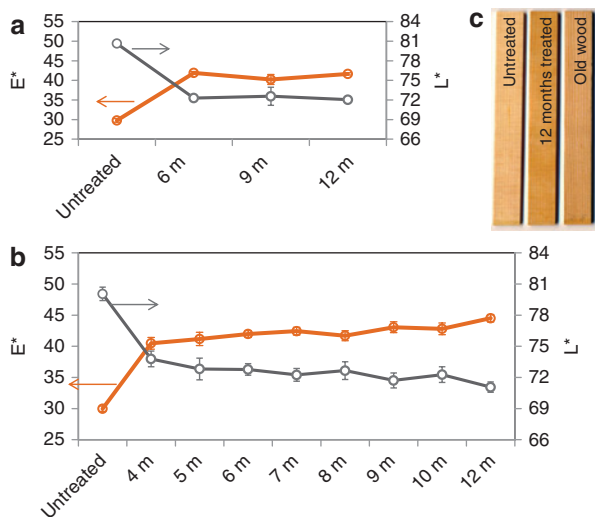 a
55
50
45
40
35
30
25
E*
84
81
78
75
72
69
66
L*
Untreated
6 m
9 m
12 m
c
Untreated
12 months treated
Old wood
b
55
50
45
40
35
30
25
E*
84
81
78
75
72
69
66
L*
Untreated
4 m
5 m
6 m
7 m
8 m
9 m
10 m
12 m